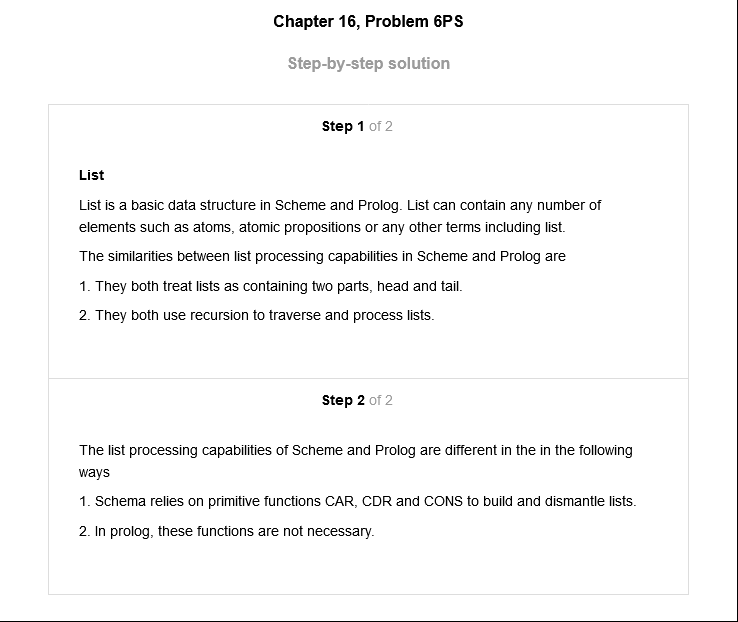 Chapter 16, Problem 6PS
Step-by-step solution
Step 1 of 2
List
List is a basic data structure in Scheme and Prolog. List can contain any number of
elements such as atoms, atomic propositions or any other terms including list.
The similarities between list processing capabilities in Scheme and Prolog are
1. They both treat lists as containing two parts, head and tail.
2. They both use recursion to traverse and process lists.
Step 2 of 2
The list processing capabilities of Scheme and Prolog are different in the in the following
ways
1. Schema relies on primitive functions CAR, CDR and CONS to build and dismantle lists.
2. In prolog, these functions are not necessary.